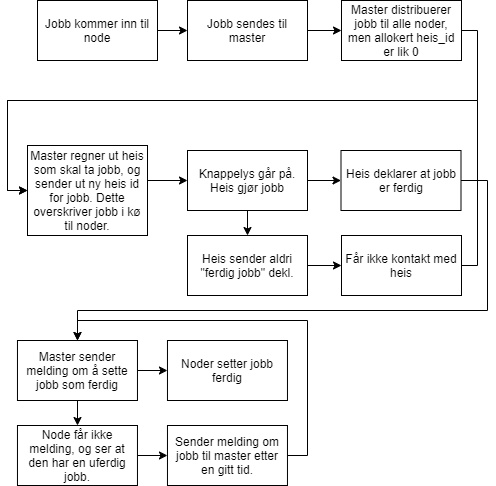 Jobb kommer inn til
node
Jobb sendes til
master
Master distribuerer
jobb til alle noder,
men allokert heis_id
er lik 0
Master regner ut heis
som skal ta jobb, og
sender ut ny heis id
for jobb. Dette
overskriver jobb i kø
til noder.
Knappelys går på.
Heis gjør jobb
Heis deklarer at jobb
er ferdig
Heis sender aldri
"ferdig jobb" dekl.
Får ikke kontakt med
heis
Master sender
melding om å sette
jobb som ferdig
Noder setter jobb
ferdig
Node får ikke
melding, og ser at
den har en uferdig
jobb.
Sender melding om
jobb til master etter
en gitt tid.